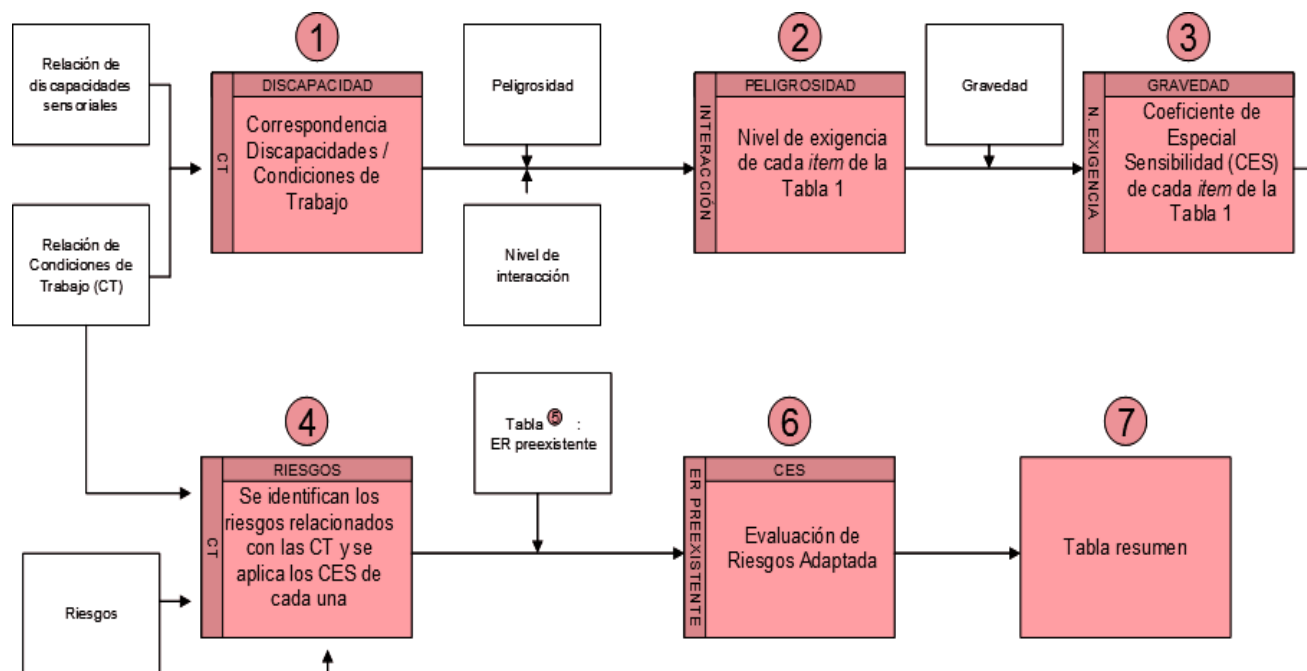 1
2
3
Relación de
discapacidades
sensoriales
DISCAPACIDAD
CT
Correspondencia
Discapacidades /
Condiciones de
Trabajo
Peligrosidad
Nivel de
interacción
PELIGROSIDAD
INTERACCIÓN
Nivel de exigencia
de cada item de la
Tabla 1
Gravedad
GRAVEDAD
N. EXIGENCIA
Coeficiente de
Especial
Sensibilidad (CES)
de cada item de la
Tabla 1
Relación de
Condiciones de
Trabajo (CT)
4
6
7
RIESGOS
CT
Se identifican los
riesgos relacionados
con las CT y se
aplica los CES de
cada una
Tabla 5 :
ER preexistente
CES
ER PREEXISTENTE
Evaluación de
Riesgos Adaptada
Tabla resumen
Riesgos